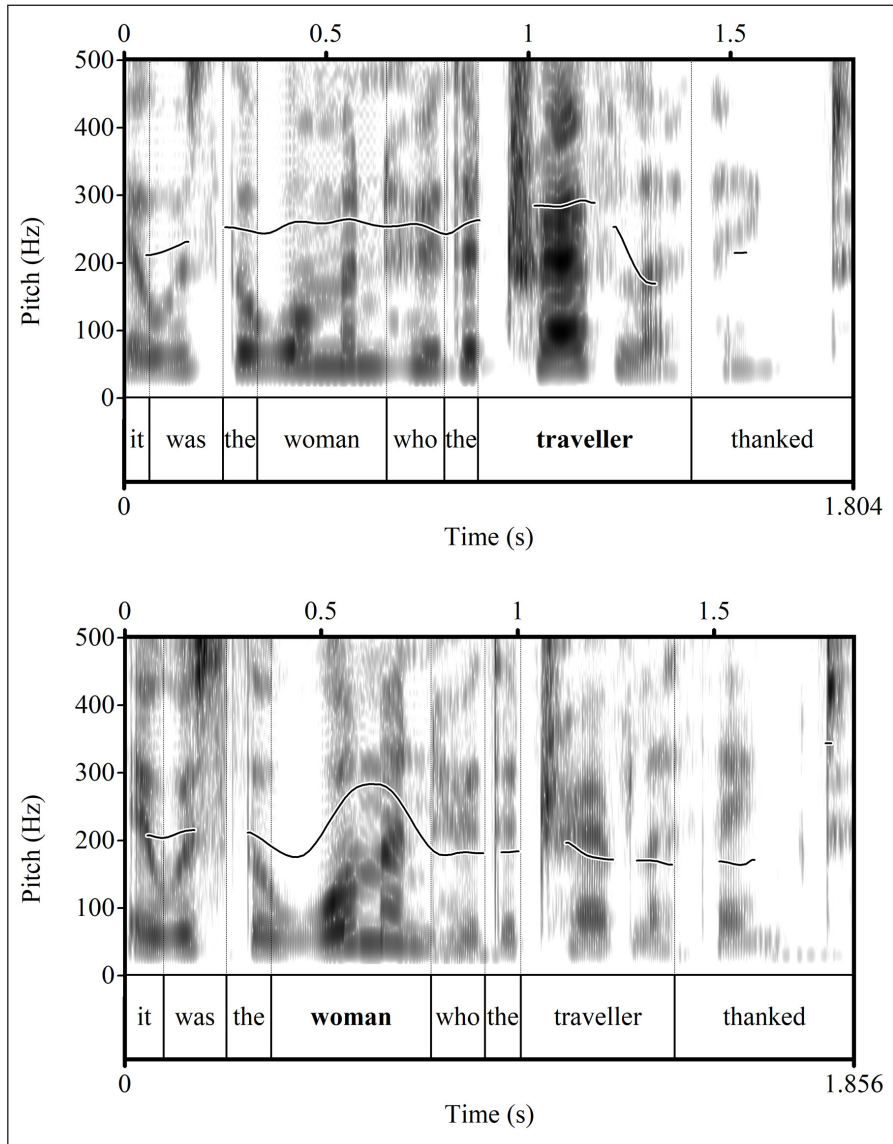 0 0.5 1 1.5
500
400
300
200
100
0
Pitch (Hz)
it was the woman who the traveller thanked
0 1.804
Time (s)
0 0.5 1 1.5
500
400
300
200
100
0
Pitch (Hz)
it was the woman who the traveller thanked
0 1.856
Time (s)